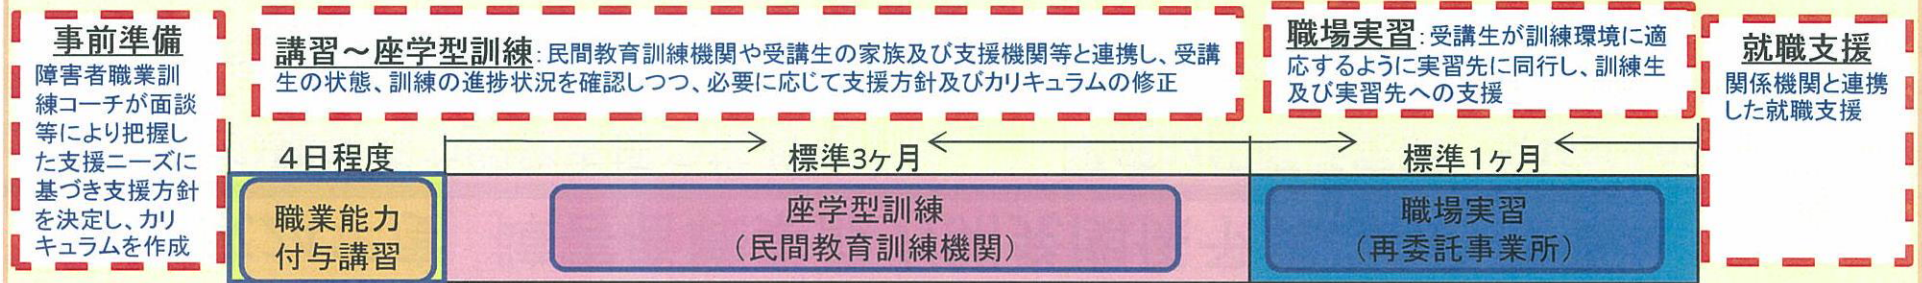 事前準備
障害者職業訓
練コーチが面談
等により把握し
た支援ニーズに
基づき支援方針
を決定し、カリ
キュラムを作成
講習～座学型訓練:民間教育訓練機関や受講生の家族及び支援機関等と連携し、受講
生の状態、訓練の進捗状況を確認しつつ、必要に応じて支援方針及びカリキュラムの修正
職場実習:受講生が訓練環境に適
応するように実習先に同行し、訓練生
及び実習先への支援
就職支援
関係機関と連携
した就職支援
4日程度
標準3ヶ月
標準1ヶ月
職業能力
付与講習
座学型訓練
(民間教育訓練機関)
職場実習
(再委託事業所)